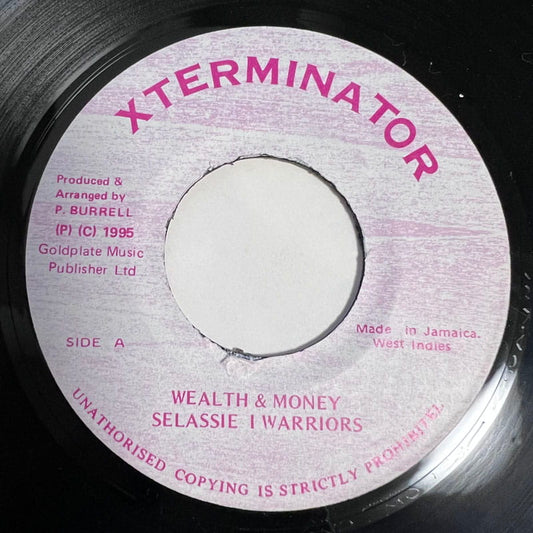 XTERMINATOR
Produced &
Arranged by
P. BURRELL
(P) (C) 1995
Goldplate Music
Publisher Ltd
SIDE A
Made in Jamaica.
West Indies
WEALTH & MONEY
SELASSIE I WARRIORS
UNATHORISED COPYING IS STRICTLY PROHIBITED.